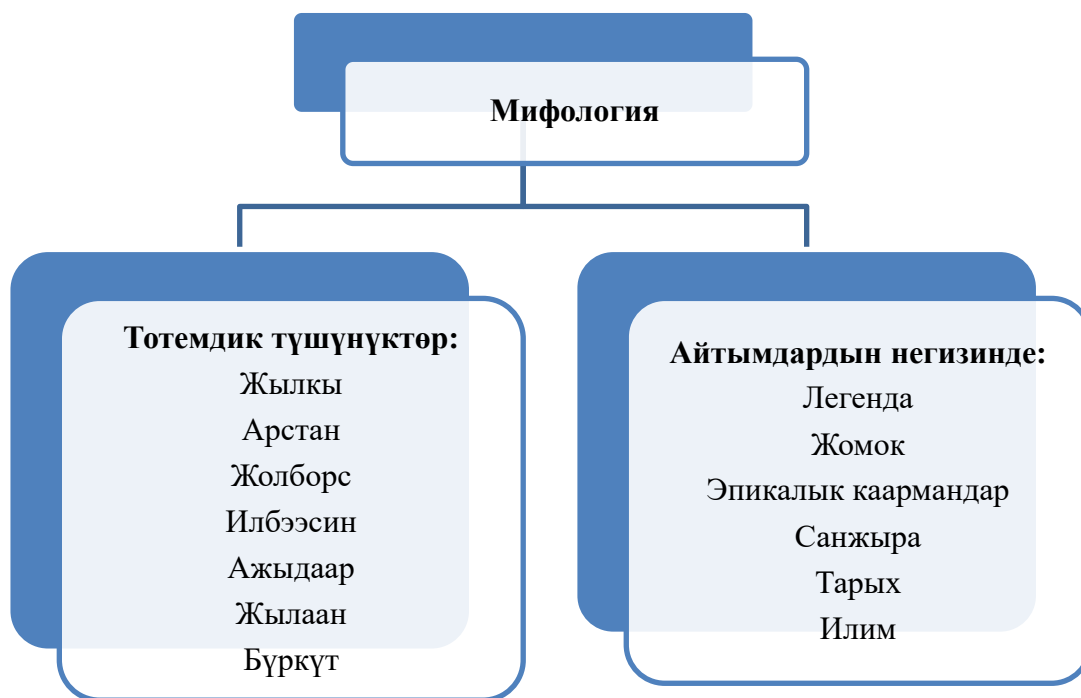 Мифология
Тотемдик түшүнүктөр:
Жылкы
Арстан
Жолборс
Илбээсин
Ажыдаар
Жылаан
Бүркүт
Айтымдардын негизинде:
Легенда
Жомок
Эпикалык каармандар
Санжыра
Тарых
Илим